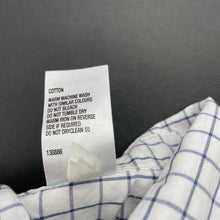 COTTON
WARM MACHINE WASH
WITH SIMILAR COLOURS
DO NOT BLEACH
DO NOT TUMBLE DRY
WARM IRON ON REVERSE
SIDE IF REQUIRED
DO NOT DRYCLEAN (S)
130886